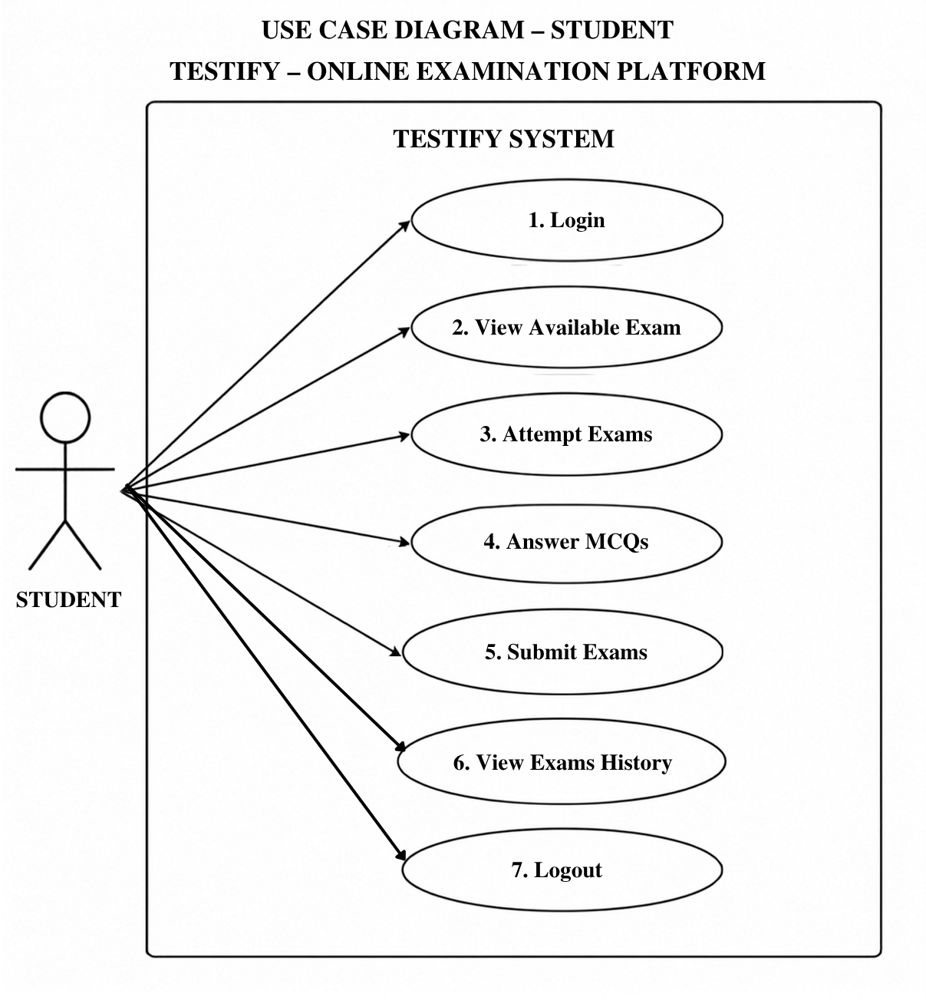 USE CASE DIAGRAM – STUDENT
TESTIFY – ONLINE EXAMINATION PLATFORM
TESTIFY SYSTEM
1. Login
2. View Available Exam
3. Attempt Exams
4. Answer MCQs
STUDENT
5. Submit Exams
6. View Exams History
7. Logout